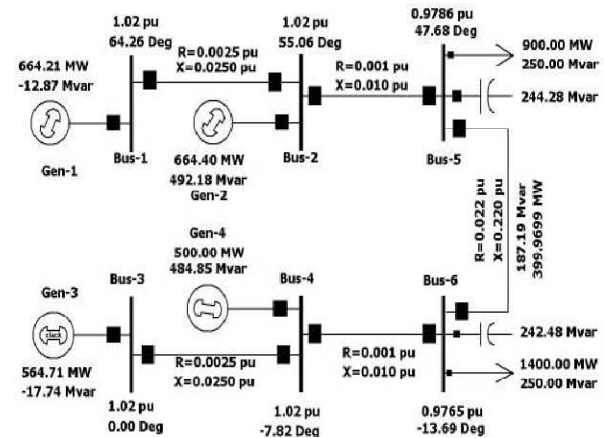 1.02 pu
64.26 Deg
1.02 pu
55.06 Deg
0.9786 pu
47.68 Deg
664.21 MW
-12.87 Mvar
R=0.0025 pu
X=0.0250 pu
R=0.001 pu
X=0.010 pu
900.00 MW
250.00 Mvar
244.28 Mvar
Gen-1
Bus-1
664.40 MW
492.18 Mvar
Gen-2
Bus-2
Bus-5
R=0.022 pu
X=0.220 pu
187.19 Mvar
399.9699 MW
Gen-4
500.00 MW
484.85 Mvar
Gen-3
Bus-3
Bus-4
Bus-6
564.71 MW
-17.74 Mvar
R=0.0025 pu
X=0.0250 pu
R=0.001 pu
X=0.010 pu
242.48 Mvar
1400.00 MW
250.00 Mvar
1.02 pu
0.00 Deg
1.02 pu
-7.82 Deg
0.9765 pu
-13.69 Deg